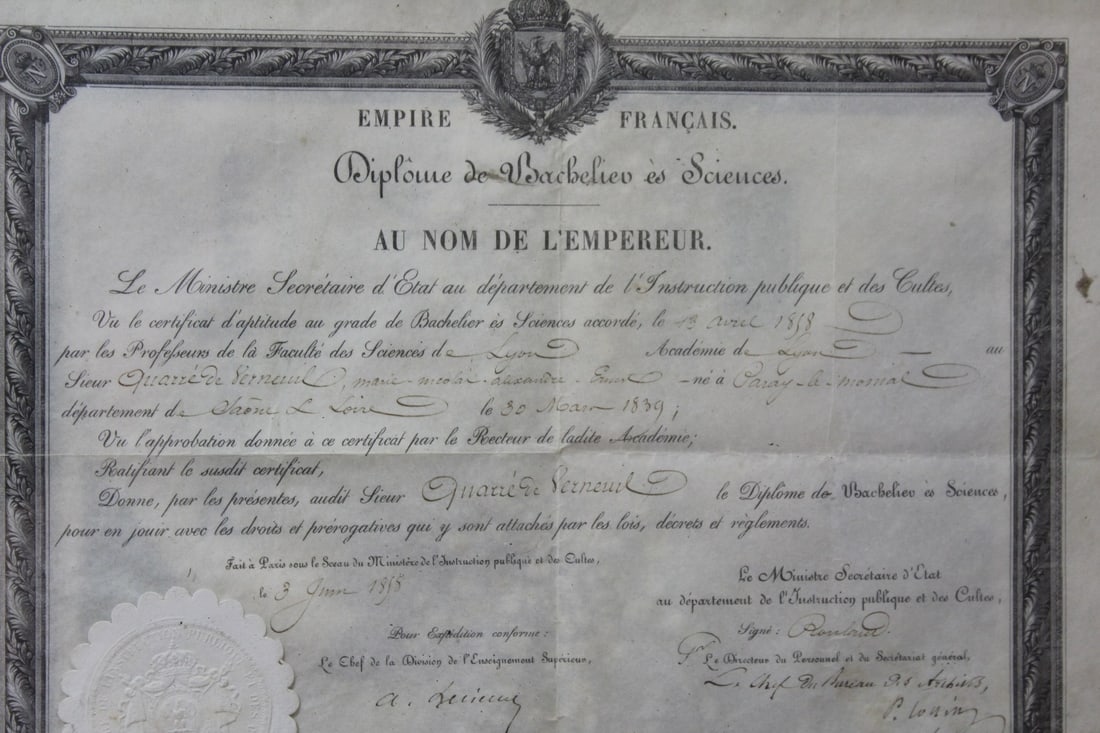 N
N
EMPIRE FRANÇAIS.
Diplôme de Bachelier ès Sciences.
AU NOM DE L'EMPEREUR.
Le Ministre Secrétaire d'Etat au département de l'Instruction publique et des Cultes,
Vu le certificat d'aptitude au grade de Bachelier ès Sciences accordé, le 13 avril 1858
par les Professeurs de la Faculté des Sciences de Lyon Académie de Lyon — au
Sieur Quarré de Verneuil, marie-nicolas-alexandre-Ernest - né à Paray-le-monial
département de Saône & Loire le 30 Mars 1839;
Vu l'approbation donnée à ce certificat par le Recteur de ladite Académie;
Ratifiant le susdit certificat,
Donne, par les présentes, audit Sieur Quarré de Verneuil le Diplôme de Bachelier ès Sciences,
pour en jouir avec les droits et prérogatives qui y sont attachés par les lois, décrets et règlements.
Fait à Paris sous le Sceau du Ministère de l'Instruction publique et des Cultes,
le 3 Juin 1858
Pour Expédition conforme:
Le Chef de la Division de l'Enseignement Supérieur,
Le Ministre Secrétaire d'Etat
au département de l'Instruction publique et des Cultes,
Signé: Rouland.
Le Directeur du Personnel et du Secrétariat général,
Le Chef du Bureau des Archives,